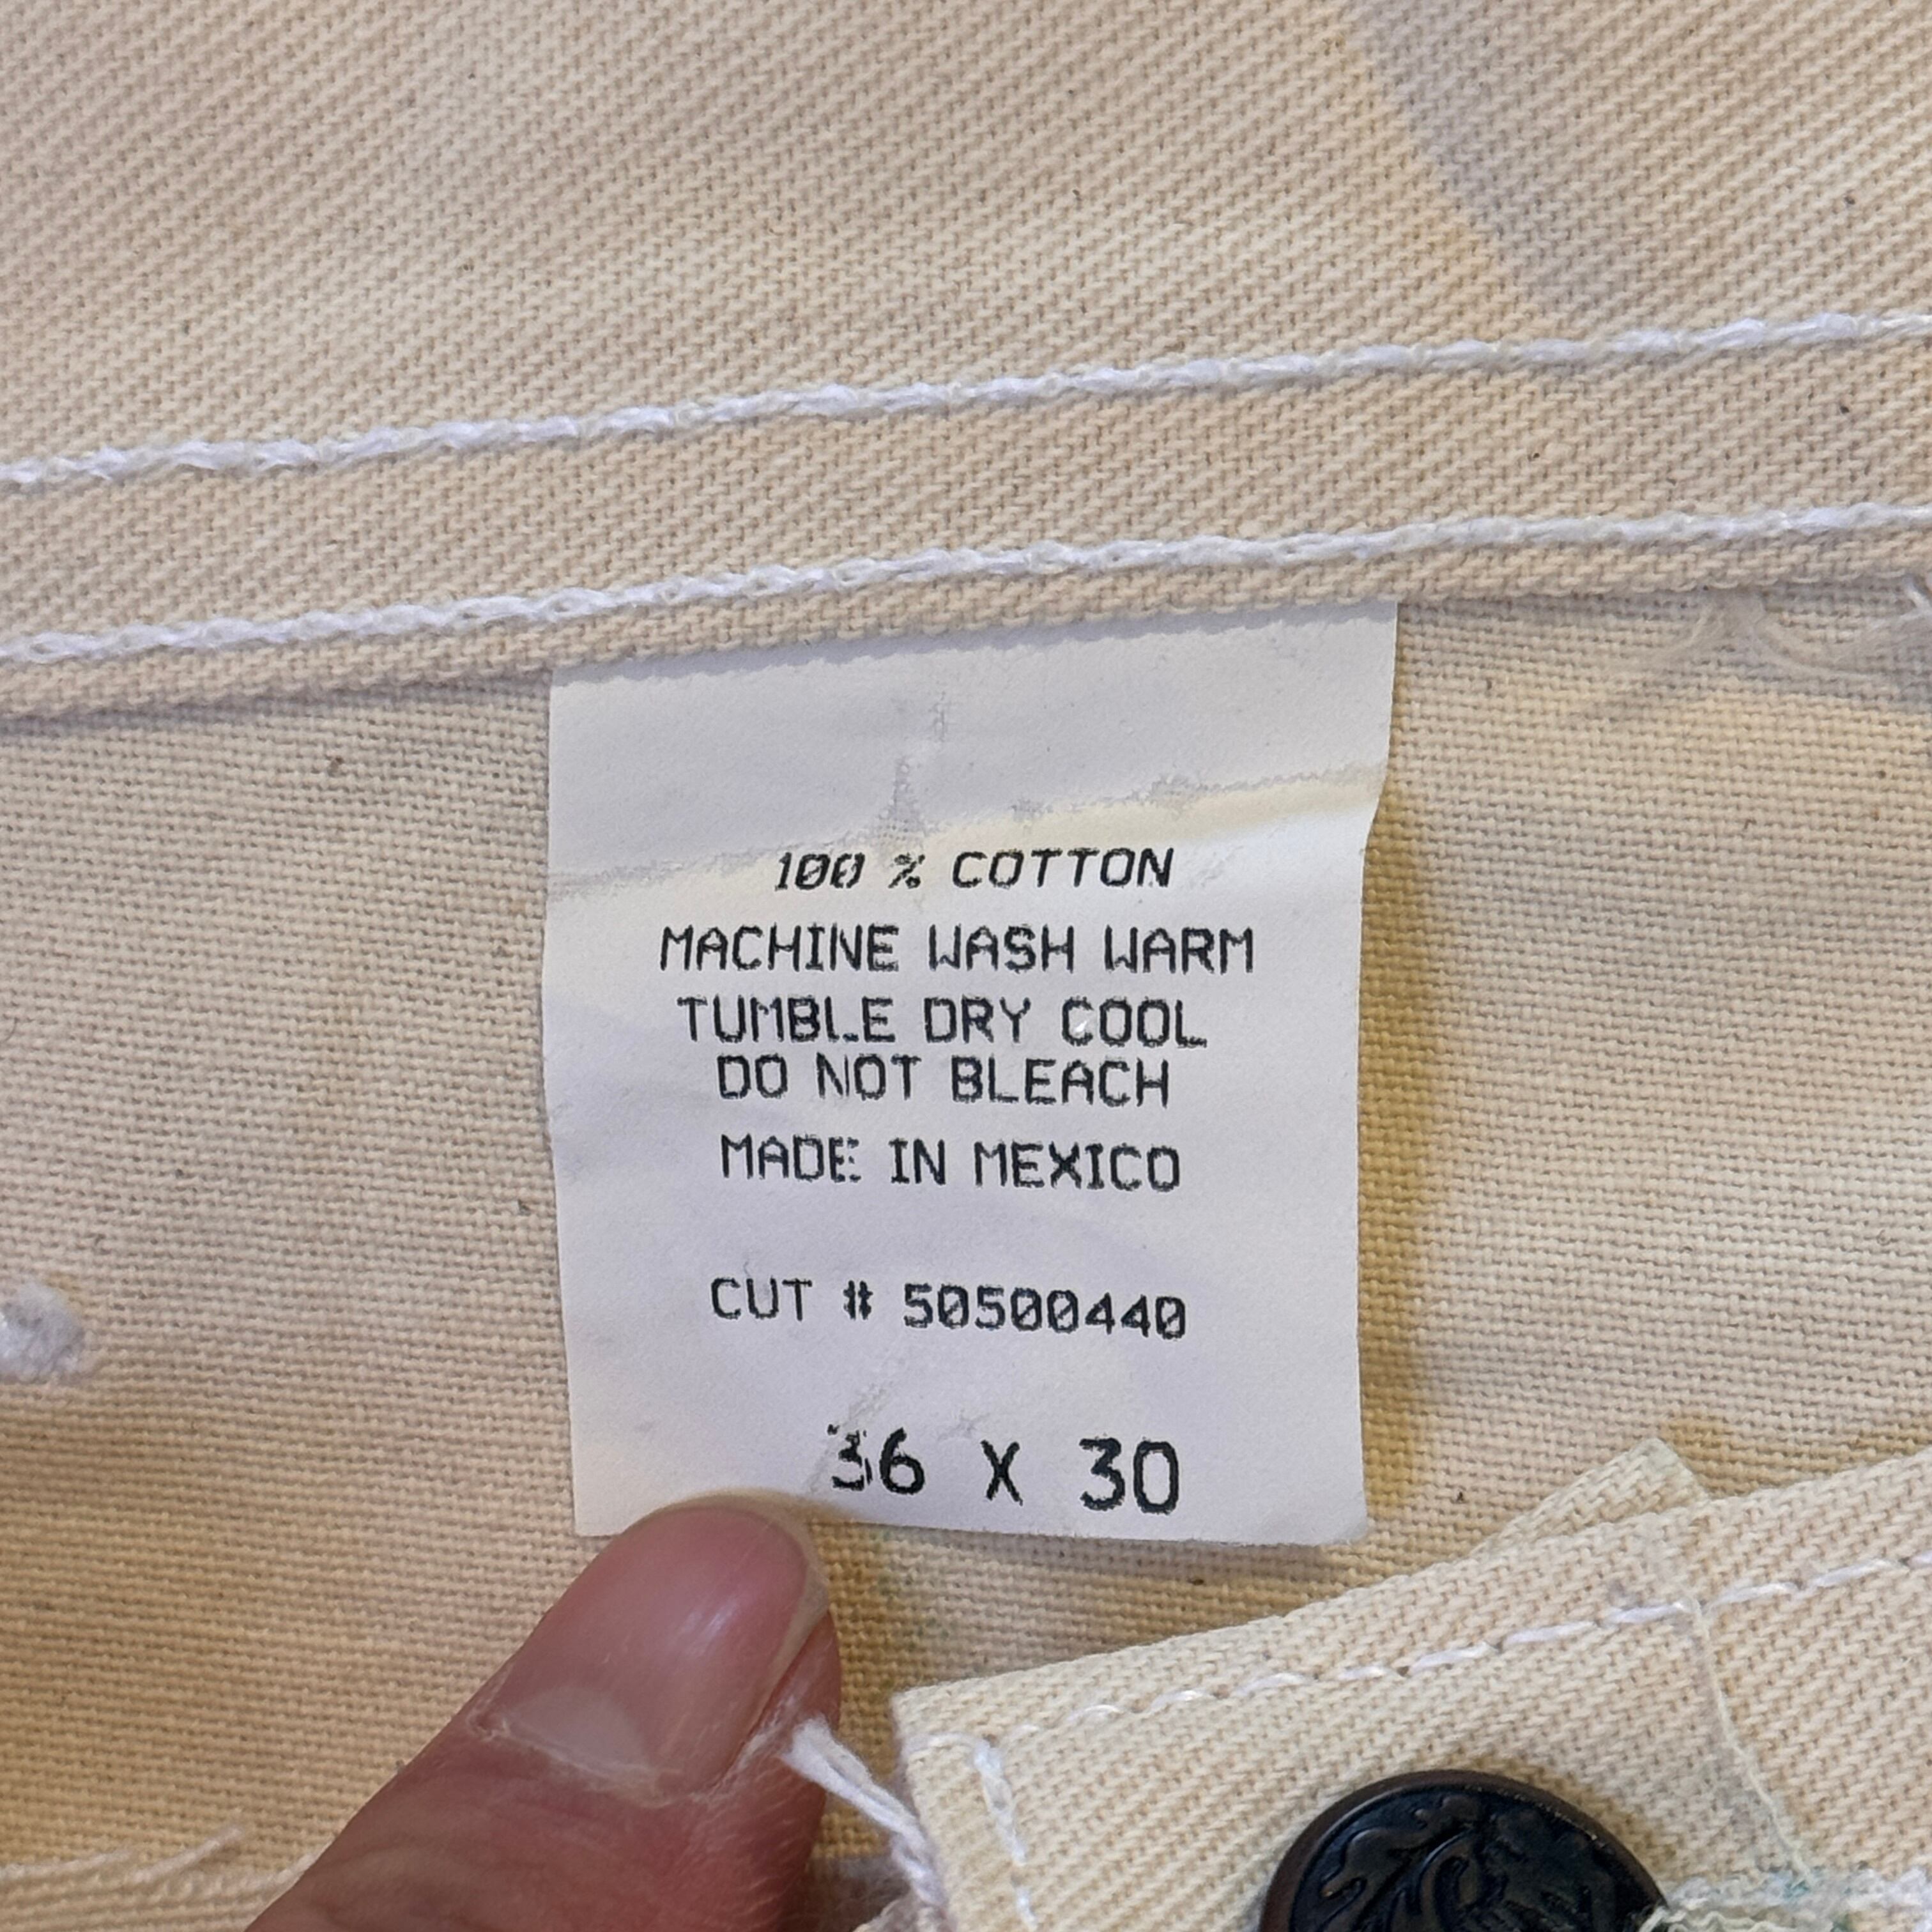 100 % COTTON
MACHINE WASH WARM
TUMBLE DRY COOL
DO NOT BLEACH
MADE IN MEXICO
CUT # 50500440
36 X 30